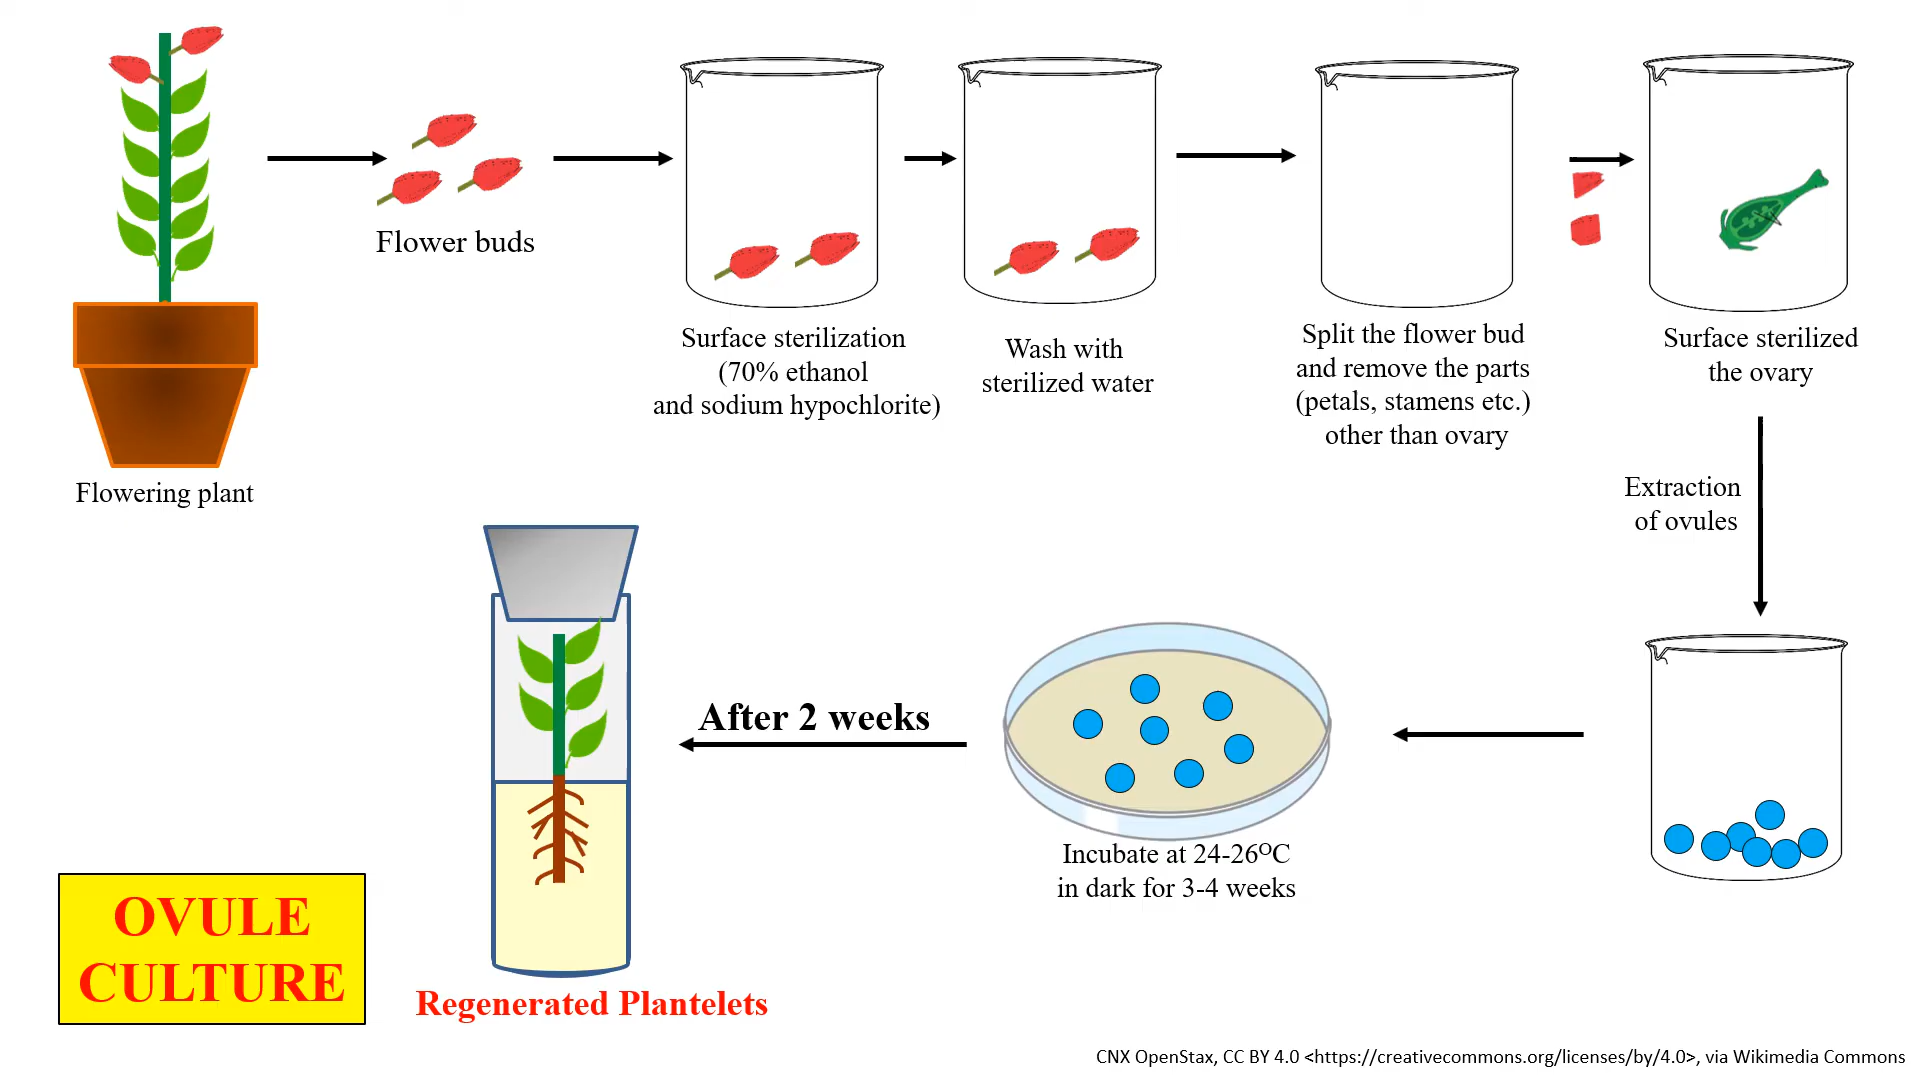 Flower buds
Flowering plant
Surface sterilization
(70% ethanol
and sodium hypochlorite)
Wash with
sterilized water
Split the flower bud
and remove the parts
(petals, stamens etc.)
other than ovary
Surface sterilized
the ovary
Extraction
of ovules
Incubate at 24-26ᴼC
in dark for 3-4 weeks
After 2 weeks
Regenerated Plantelets
OVULE
CULTURE
CNX OpenStax, CC BY 4.0 <https://creativecommons.org/licenses/by/4.0>, via Wikimedia Commons